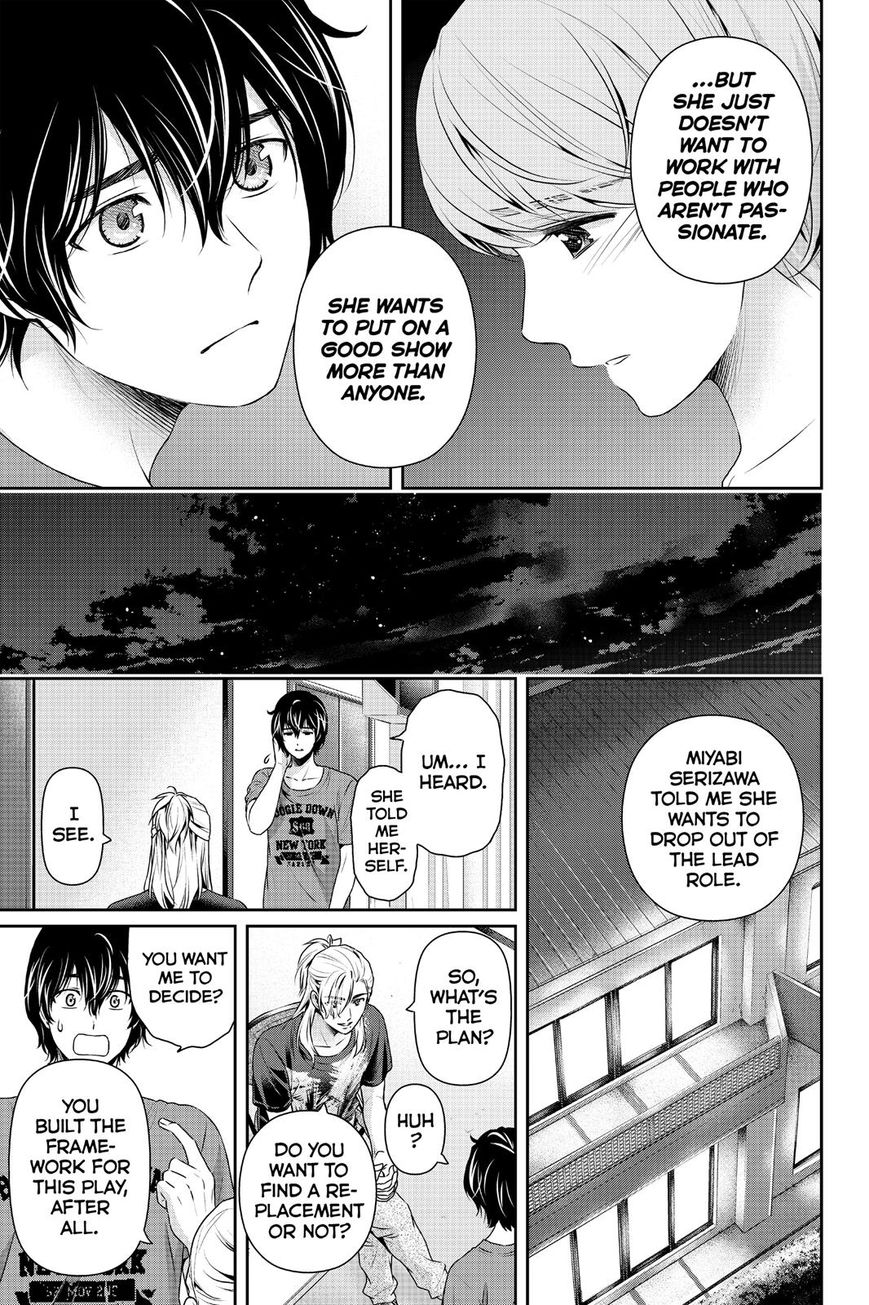 ...BUT
SHE JUST
DOESN'T
WANT TO
WORK WITH
PEOPLE WHO
AREN'T PAS-
SIONATE.
SHE WANTS
TO PUT ON A
GOOD SHOW
MORE THAN
ANYONE.
MIYABI
SERIZAWA
TOLD ME SHE
WANTS TO
DROP OUT OF
THE LEAD
ROLE.
UM... I
HEARD.
SHE
TOLD
ME
HER-
SELF.
OGIE DOWN
NEW YORK
I
SEE.
SO,
WHAT'S
THE
PLAN?
HUH
?
DO YOU
WANT TO
FIND A RE-
PLACEMENT
OR NOT?
YOU WANT
ME TO
DECIDE?
YOU
BUILT THE
FRAME-
WORK FOR
THIS PLAY,
AFTER
ALL.